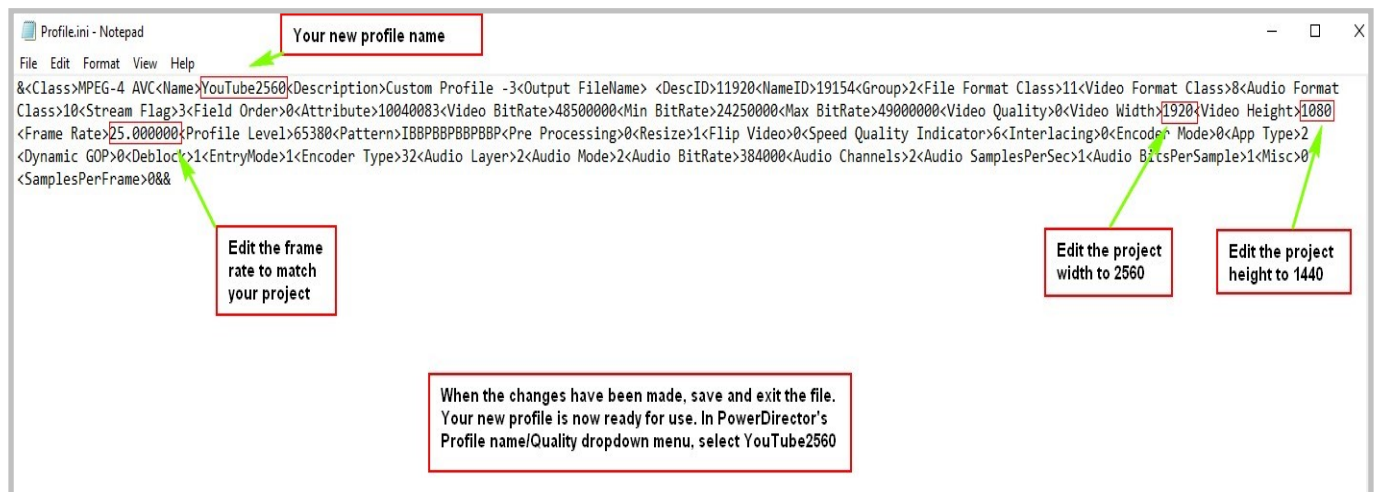 Profile.ini - Notepad
Your new profile name
File Edit Format View Help
&<Class>MPEG-4 AVC<Name>YouTube2560<Description>Custom Profile -3<Output FileName> <DescID>11920<NameID>19154<Group>2<File Format Class>11<Video Format Class>8<Audio Format
Class>10<Stream Flag>3<Field Order>0<Attribute>10040083<Video BitRate>48500000<Min BitRate>24250000<Max BitRate>49000000<Video Quality>0<Video Width>1920<Video Height>1080
<Frame Rate>25.000000<Profile Level>65380<Pattern>IBBPBBPBBPBBP<Pre Processing>0<Resize>1<Flip Video>0<Speed Quality Indicator>6<Interlacing>0<Encoder Mode>0<App Type>2
<Dynamic GOP>0<Deblock>1<EntryMode>1<Encoder Type>32<Audio Layer>2<Audio Mode>2<Audio BitRate>384000<Audio Channels>2<Audio SamplesPerSec>1<Audio BitsPerSample>1<Misc>0
<SamplesPerFrame>0&&
Edit the frame
rate to match
your project
Edit the project
width to 2560
Edit the project
height to 1440
When the changes have been made, save and exit the file.
Your new profile is now ready for use. In PowerDirector's
Profile name/Quality dropdown menu, select YouTube2560